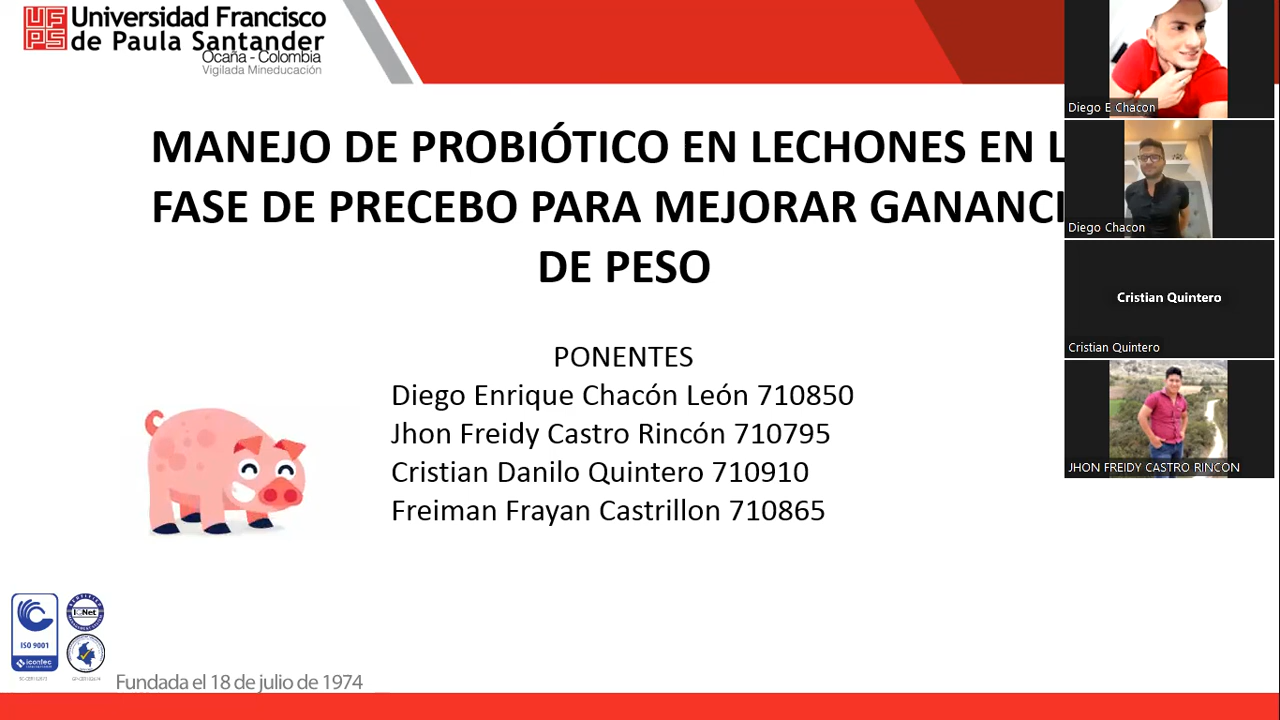 Universidad Francisco
de Paula Santander
Ocaña - Colombia
Vigilada Mineducación
MANEJO DE PROBIÓTICO EN LECHONES EN L
FASE DE PRECEBO PARA MEJORAR GANANCI
DE PESO
PONENTES
Diego Enrique Chacón León 710850
Jhon Freidy Castro Rincón 710795
Cristian Danilo Quintero 710910
Freiman Frayan Castrillon 710865
Diego E Chacon
Diego Chacon
Cristian Quintero
Cristian Quintero
JHON FREIDY CASTRO RINCON
UFPS
ISO 9001
icontec
IQNet
Fundada el 18 de julio de 1974